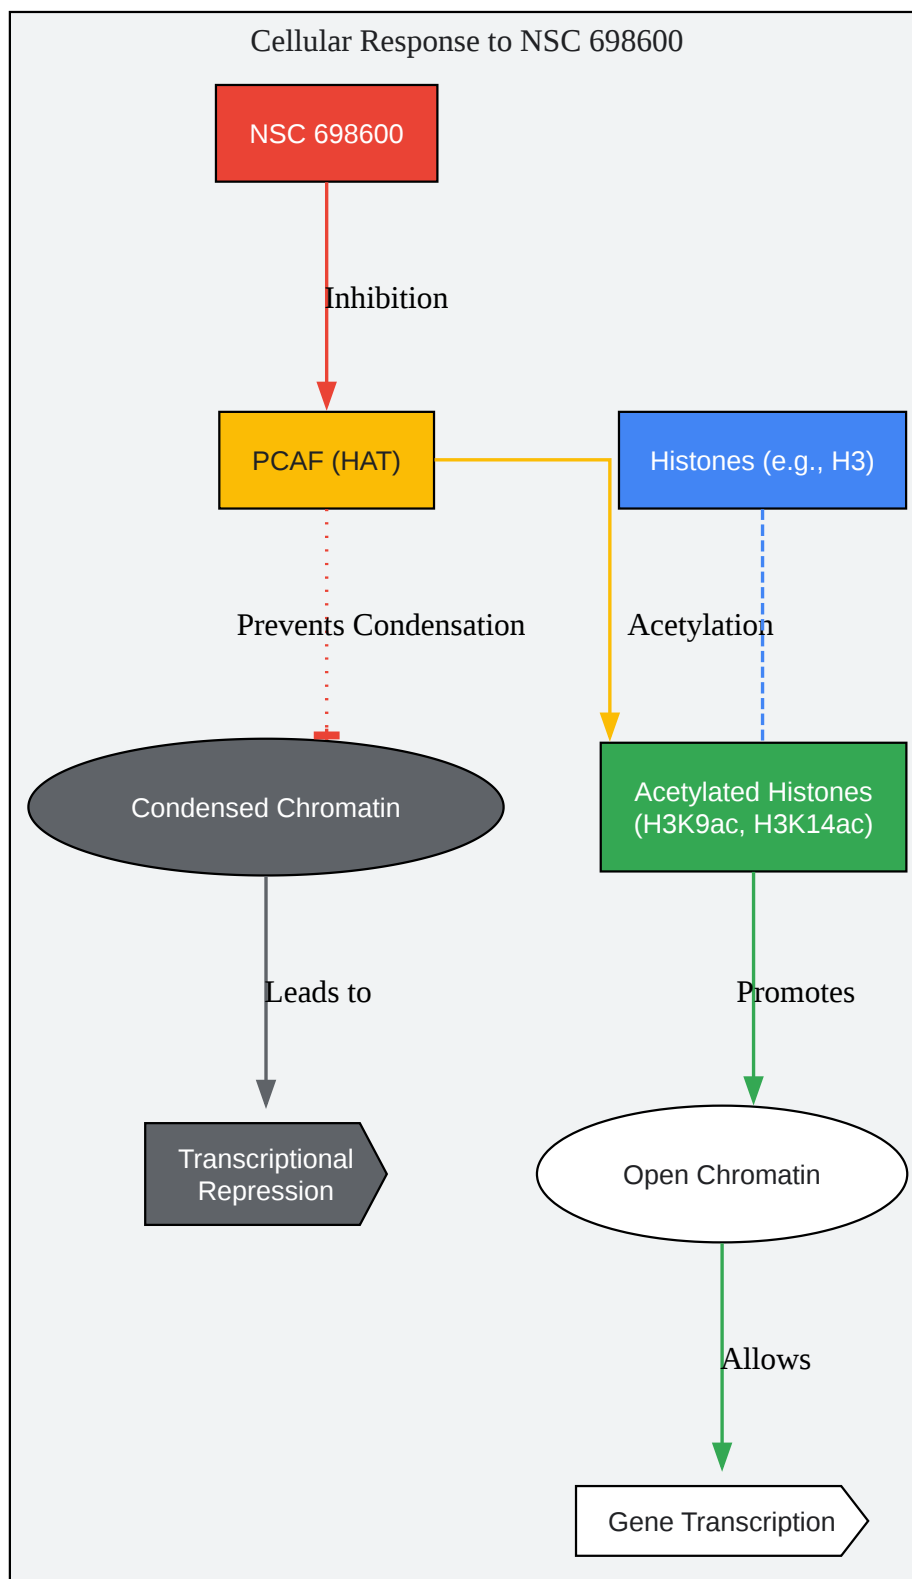 Cellular Response to NSC 698600
NSC 698600
Inhibition
PCAF (HAT)
Histones (e.g., H3)
Prevents Condensation
Acetylation
Condensed Chromatin
Acetylated Histones
(H3K9ac, H3K14ac)
Leads to
Promotes
Transcriptional
Repression
Open Chromatin
Allows
Gene Transcription